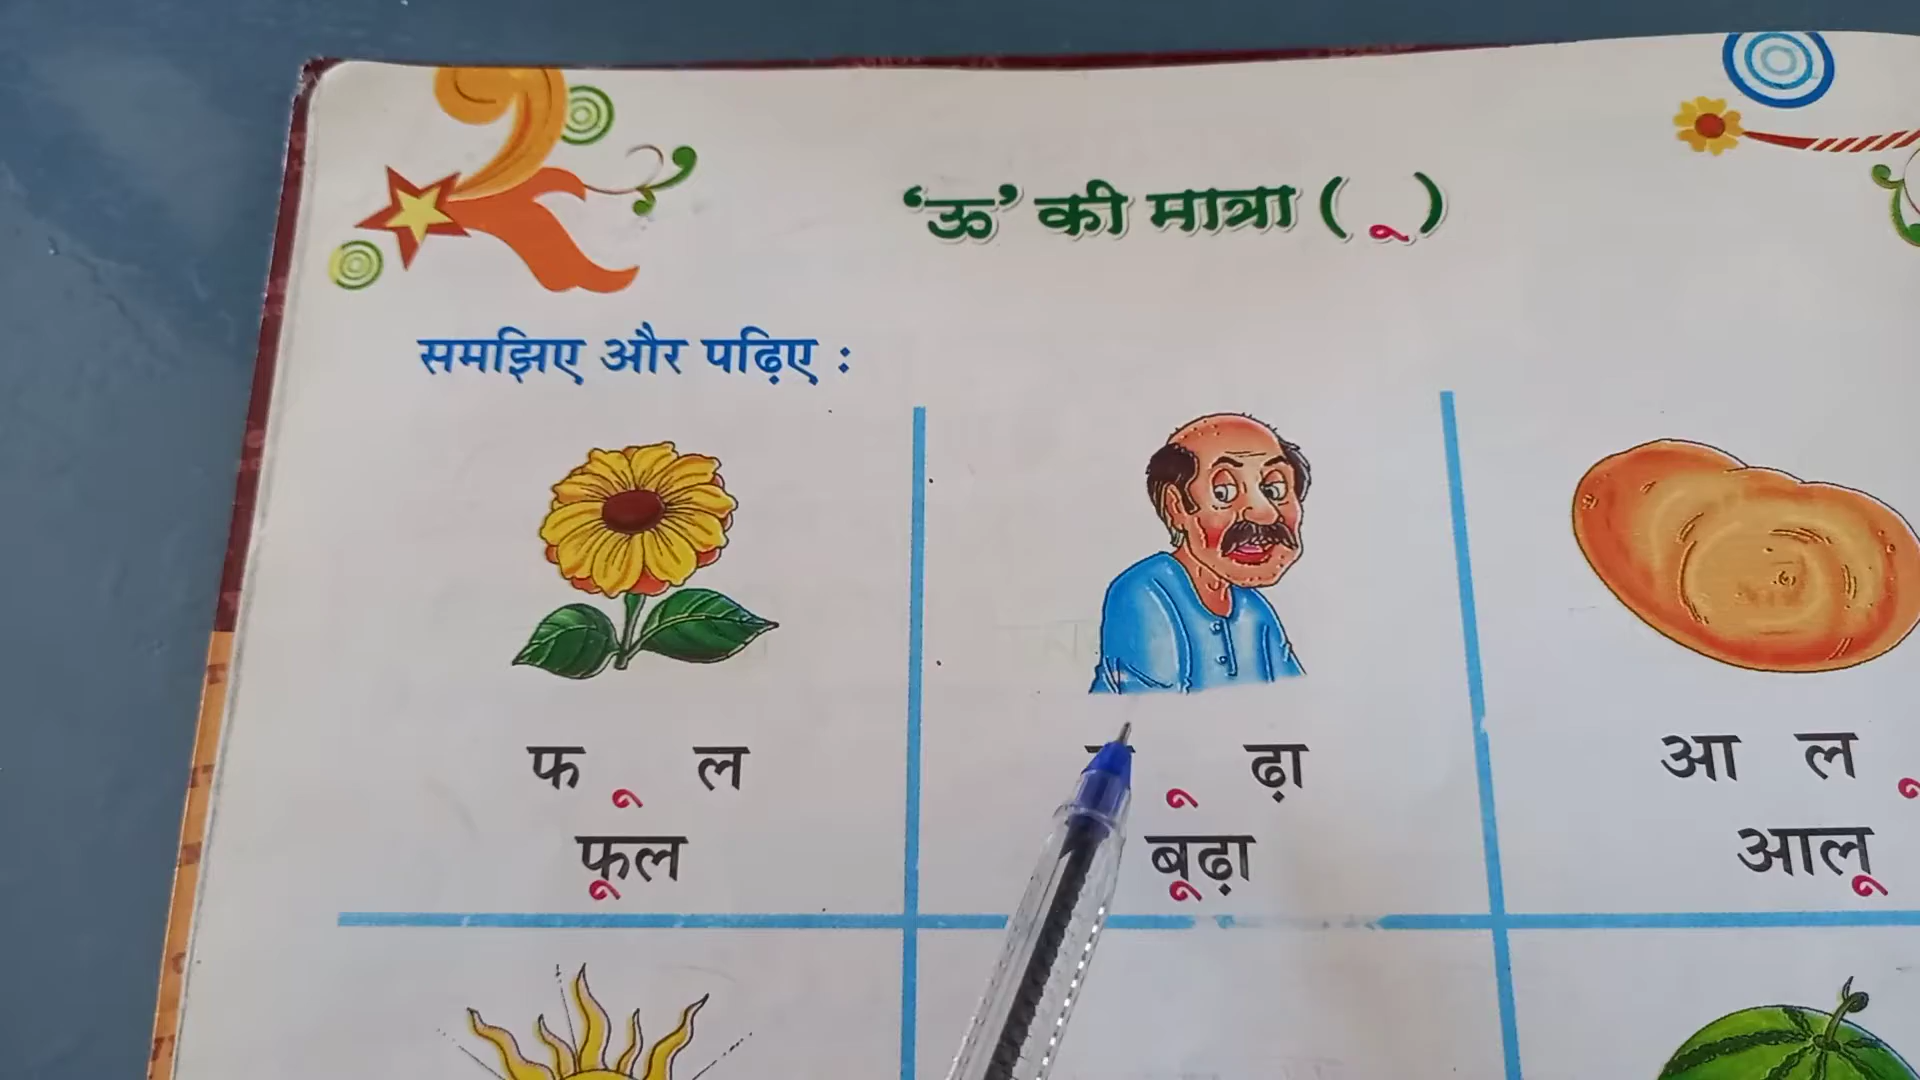 ‘ऊ’ की मात्रा ( ू )
समझिए और पढ़िए :
फ ू ल
फूल
ू ढ़ा
बूढ़ा
आ ल ू
आलू